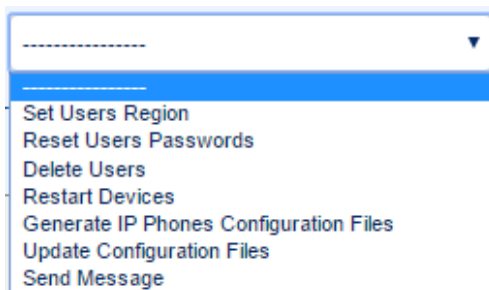 ----------------
----------------
Set Users Region
Reset Users Passwords
Delete Users
Restart Devices
Generate IP Phones Configuration Files
Update Configuration Files
Send Message